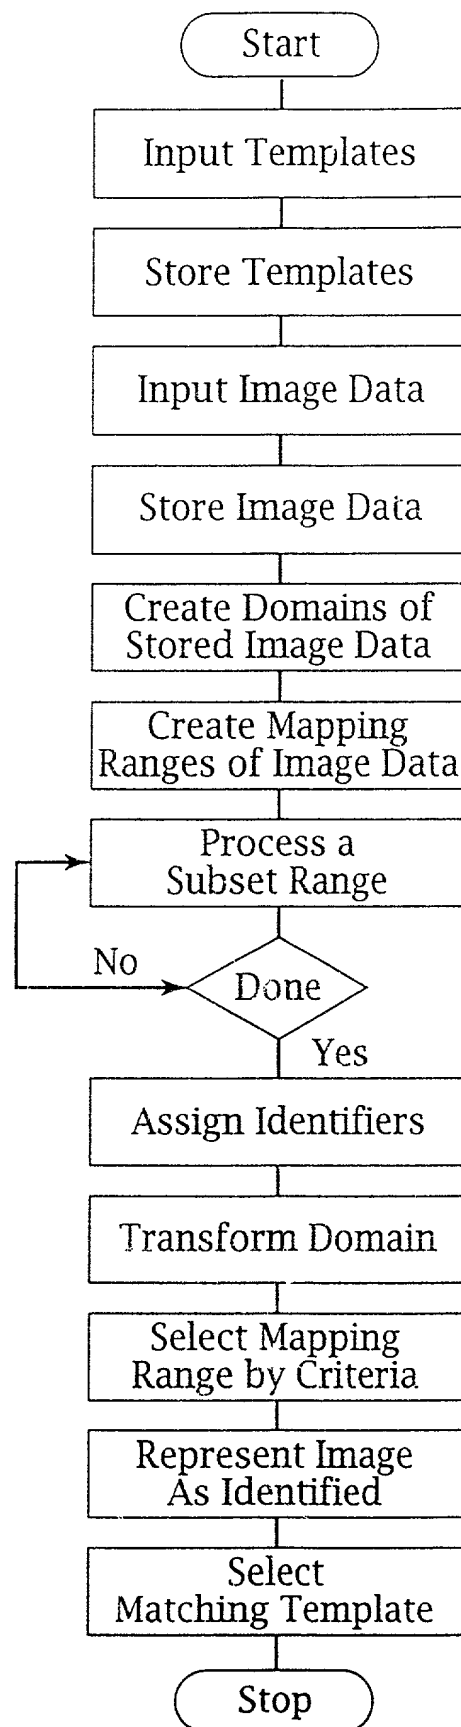 Start
Input Templates
Store Templates
Input Image Data
Store Image Data
Create Domains of
Stored Image Data
Create Mapping
Ranges of Image Data
Process a
Subset Range
No
Done
Yes
Assign Identifiers
Transform Domain
Select Mapping
Range by Criteria
Represent Image
As Identified
Select
Matching Template
Stop